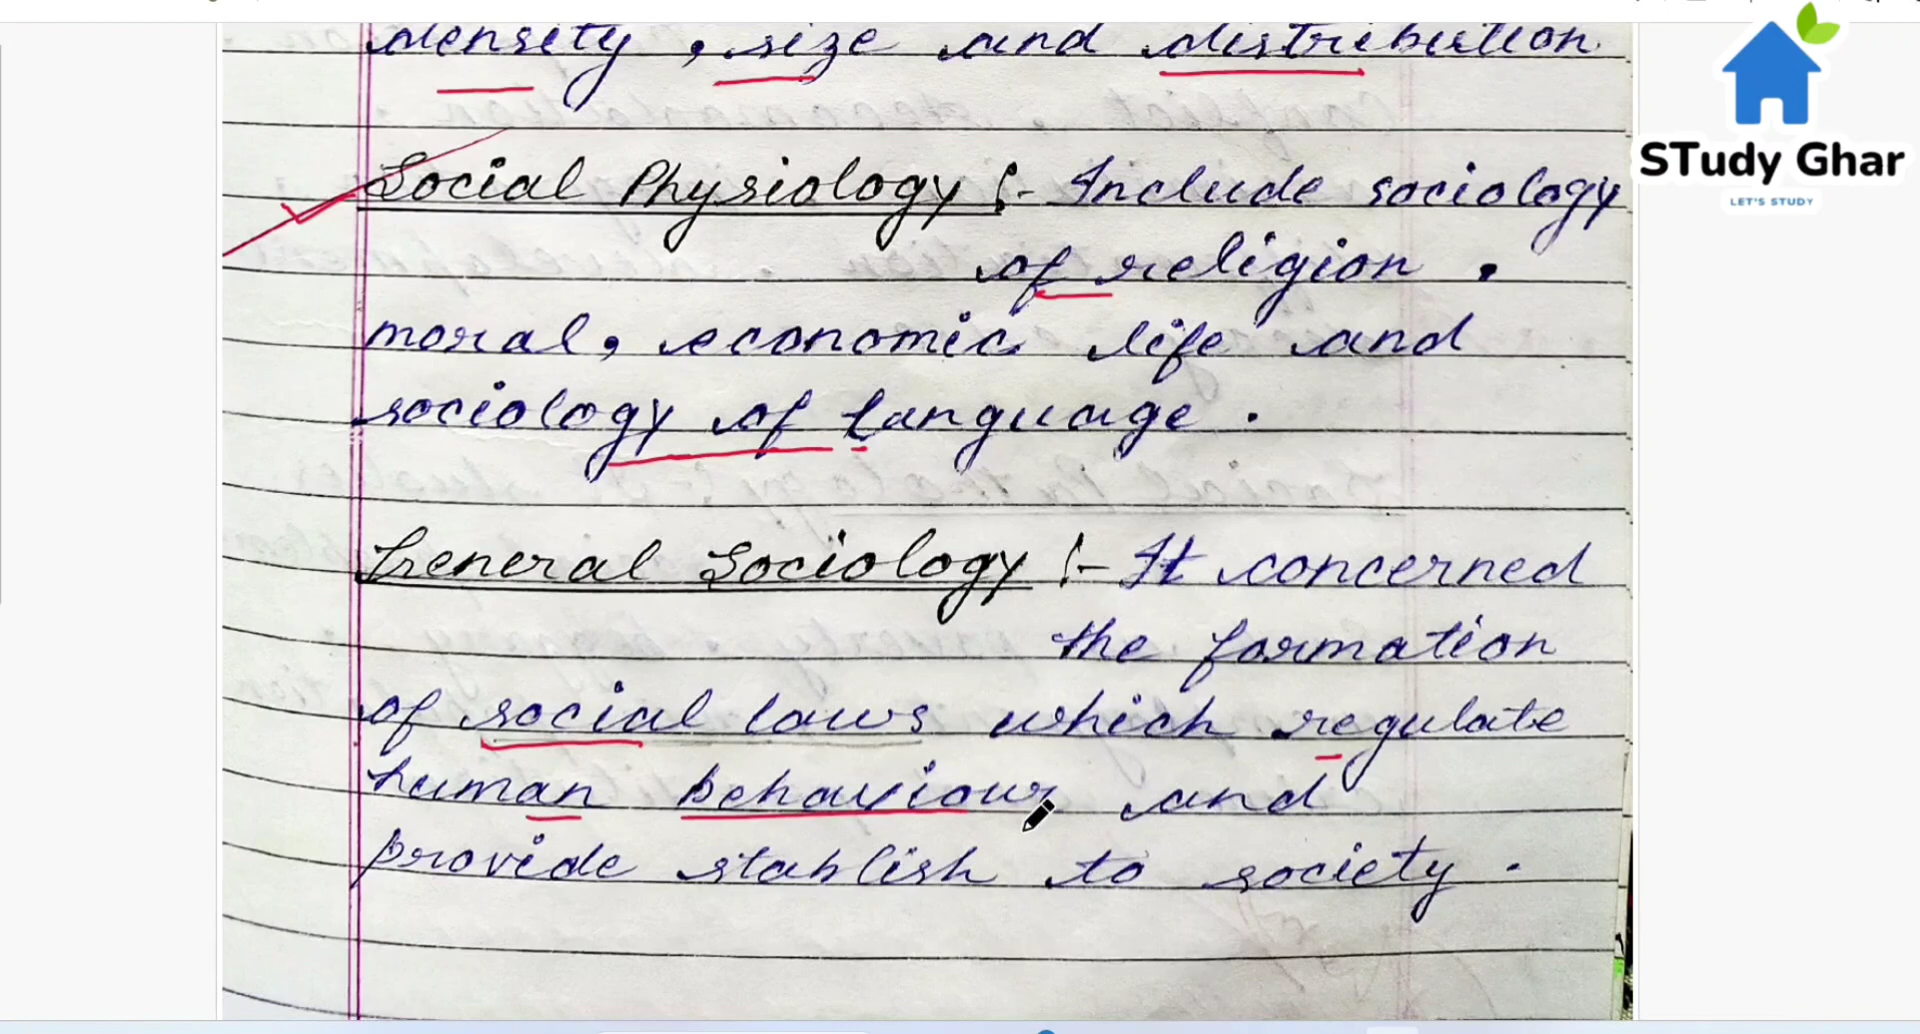 density, size and distribution
Social Physiology :- Include sociology
of religion.
moral, economic life and
sociology of language.
General Sociology :- It concerned
the formation
of social laws which regulate
human behaviour and
provide stablish to society.
STudy Ghar
LET'S STUDY